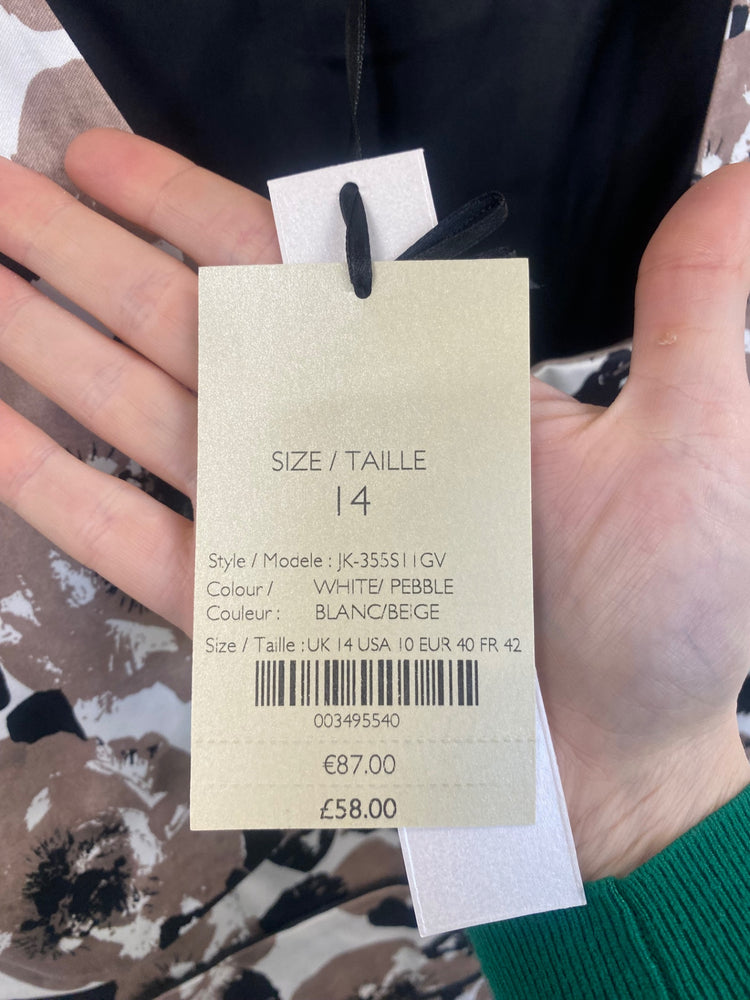 SIZE / TAILLE
14
Style / Modele : JK-355S11GV
Colour / WHITE/ PEBBLE
Couleur : BLANC/BEIGE
Size / Taille : UK 14 USA 10 EUR 40 FR 42
003495540
€87.00
£58.00